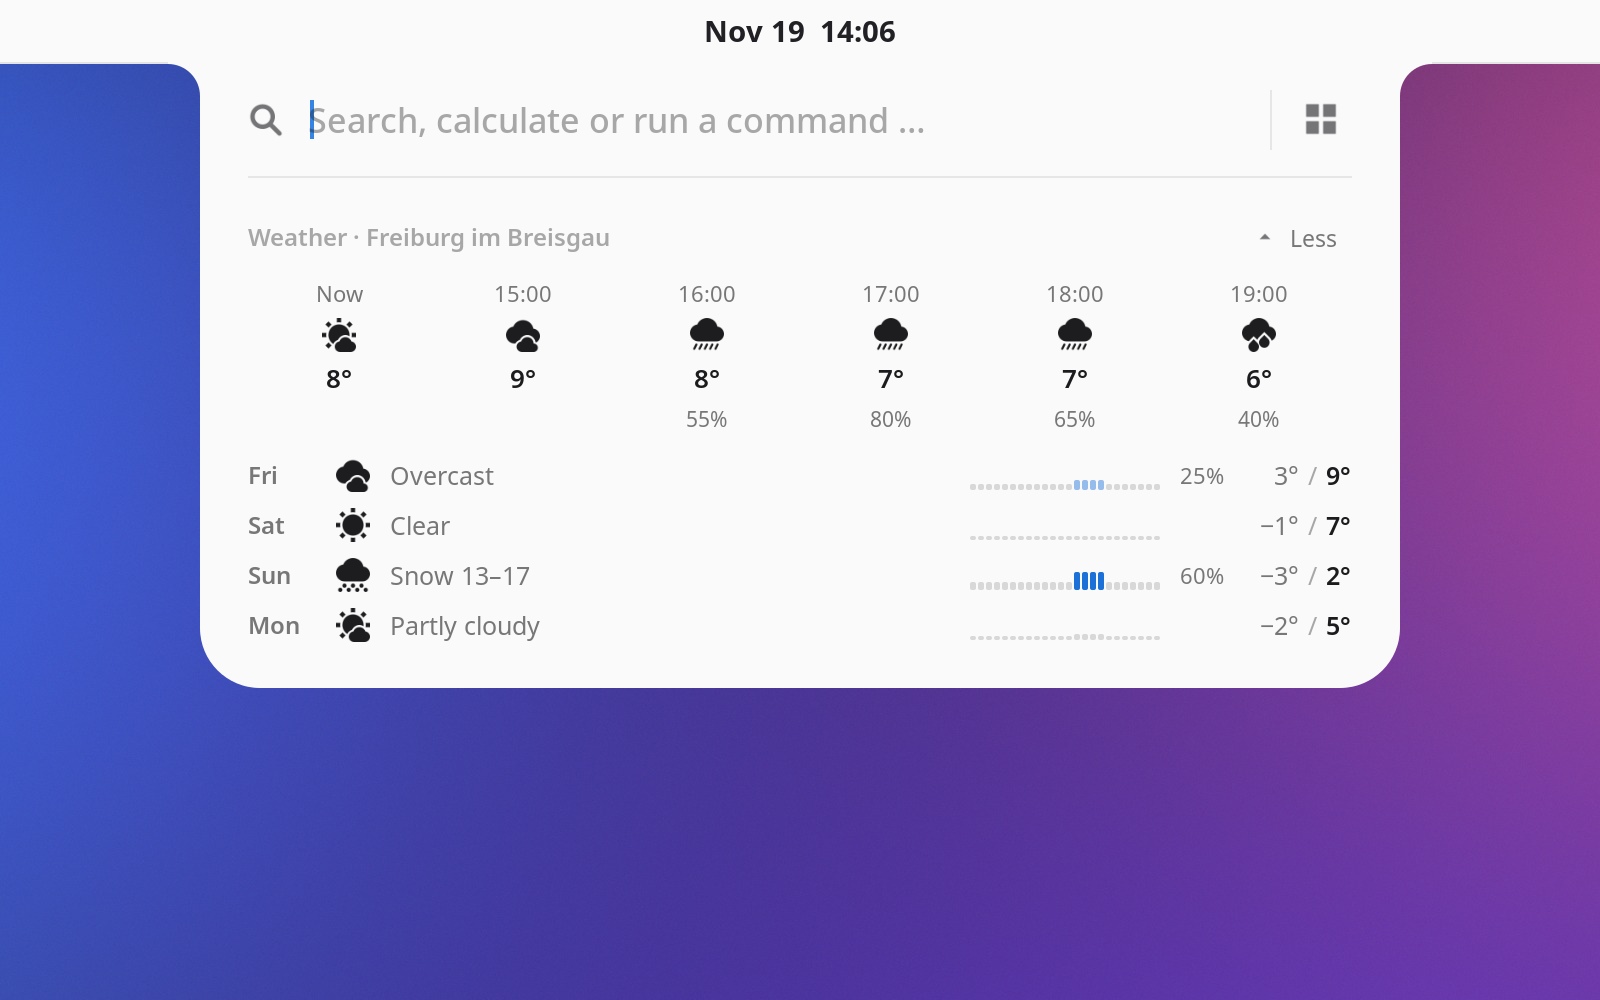 Nov 19 14:06
Search, calculate or run a command ...
Weather · Freiburg im Breisgau Less
Now 15:00 16:00 17:00 18:00 19:00
8° 9° 8° 7° 7° 6°
55% 80% 65% 40%
Fri Overcast 25% 3° / 9°
Sat Clear −1° / 7°
Sun Snow 13–17 60% −3° / 2°
Mon Partly cloudy −2° / 5°